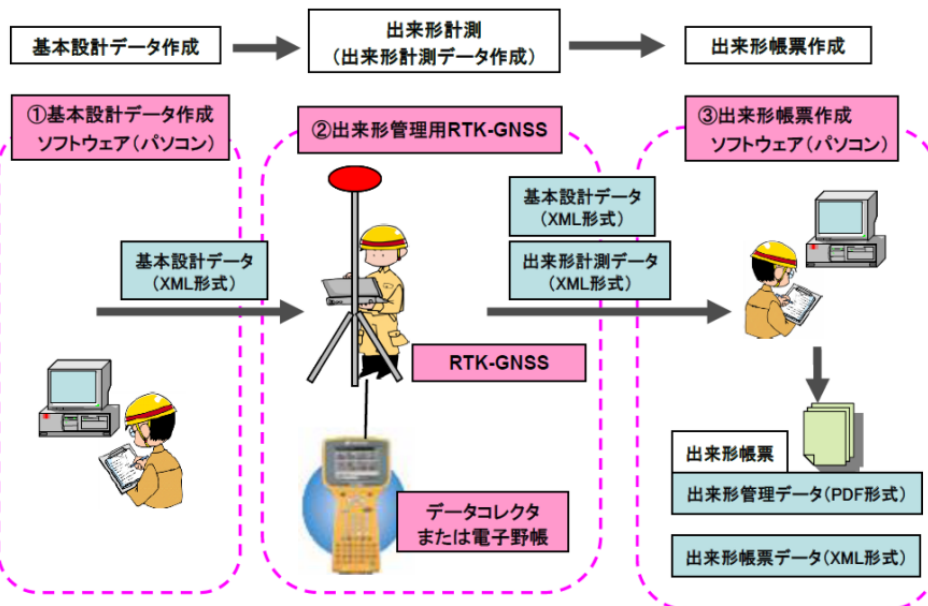 基本設計データ作成
出来形計測
(出来形計測データ作成)
出来形帳票作成
①基本設計データ作成
ソフトウェア(パソコン)
②出来形管理用RTK-GNSS
③出来形帳票作成
ソフトウェア(パソコン)
基本設計データ
(XML形式)
基本設計データ
(XML形式)
出来形計測データ
(XML形式)
RTK-GNSS
データコレクタ
または電子野帳
出来形帳票
出来形管理データ(PDF形式)
出来形帳票データ(XML形式)